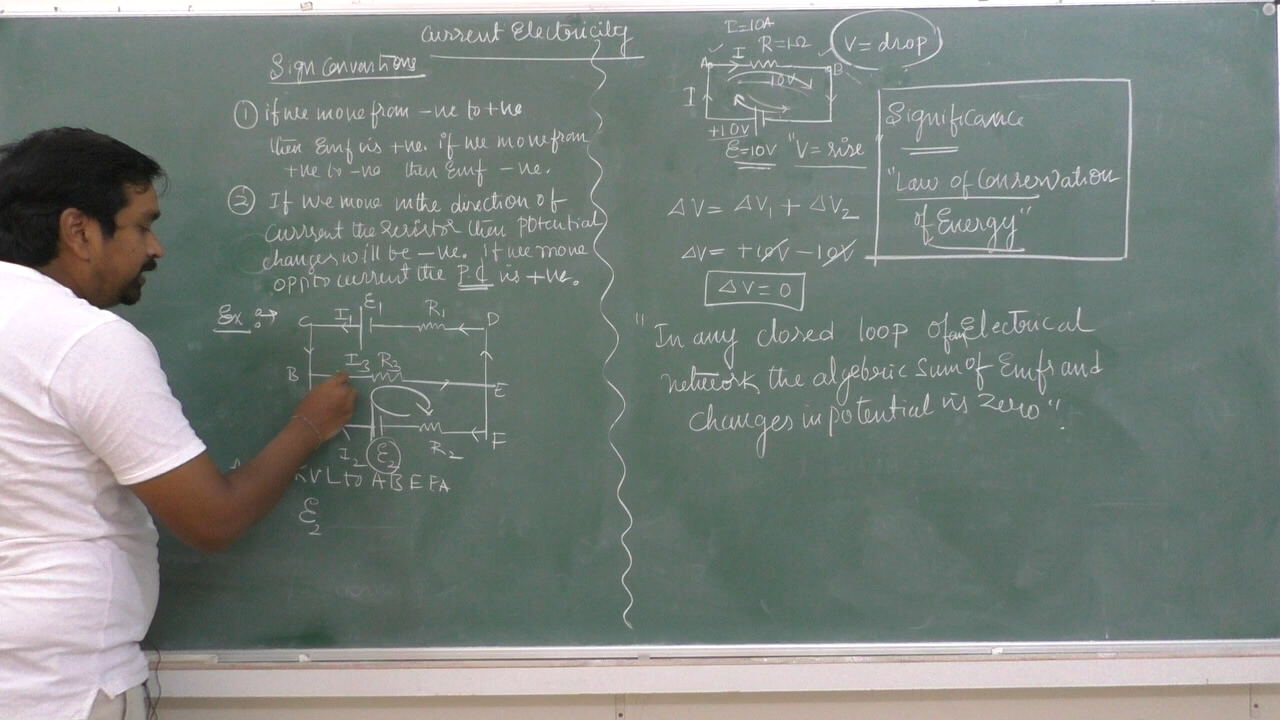 Current Electricity
Sign Conventions
① if we move from -ve to +ve
then Emf is +ve. if we move from
+ve to -ve then Emf -ve.
② If we move in the direction of
current the resistor then potential
changes will be -ve. if we move
opp to current the P.d is +ve.
Ex:→
C I₁ ε₁ R₁ D
B I₃ R₃ E
I₂ ε₂ R₂ F
KVL to A B E F A
ε₂
I=10A
A I R=1Ω B
V= drop
I 10V
+10V
ε=10V "V= rise
ΔV= ΔV₁ + ΔV₂
ΔV= +10V -10V
ΔV= 0
Significance
"Law of Conservation
of Energy"
"In any closed loop of an Electrical
network, the algebric sum of Emfs and
changes in potential is Zero".